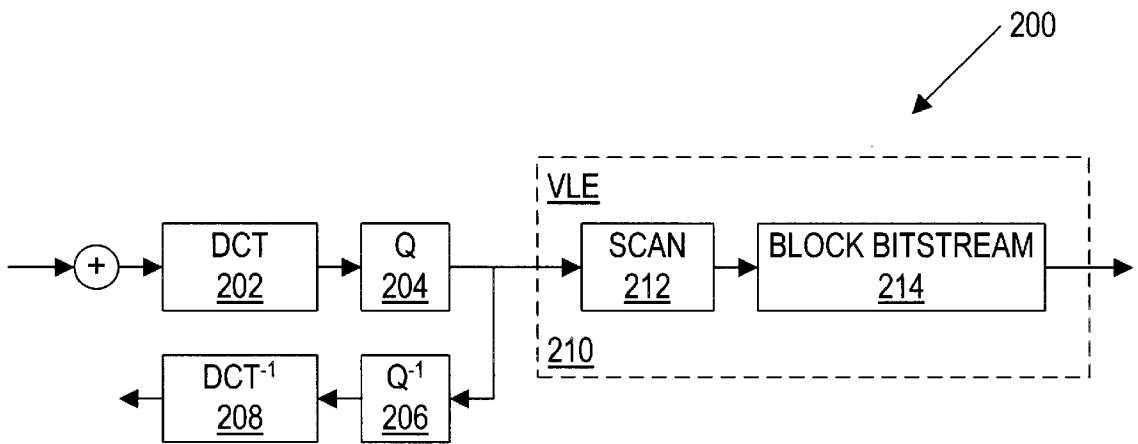 200
VLE
DCT
202
Q
204
SCAN
212
BLOCK BITSTREAM
214
+
210
DCT⁻¹
208
Q⁻¹
206